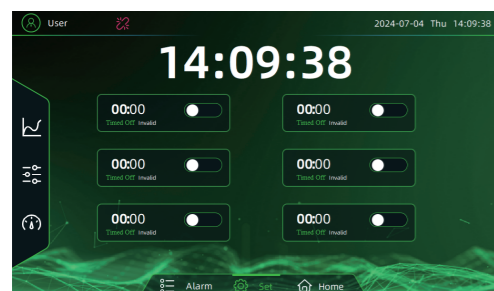 User
2024-07-04 Thu 14:09:38
14:09:38
00:00
Timed Off Invalid
00:00
Timed Off Invalid
00:00
Timed Off Invalid
00:00
Timed Off Invalid
00:00
Timed Off Invalid
00:00
Timed Off Invalid
Alarm Set Home